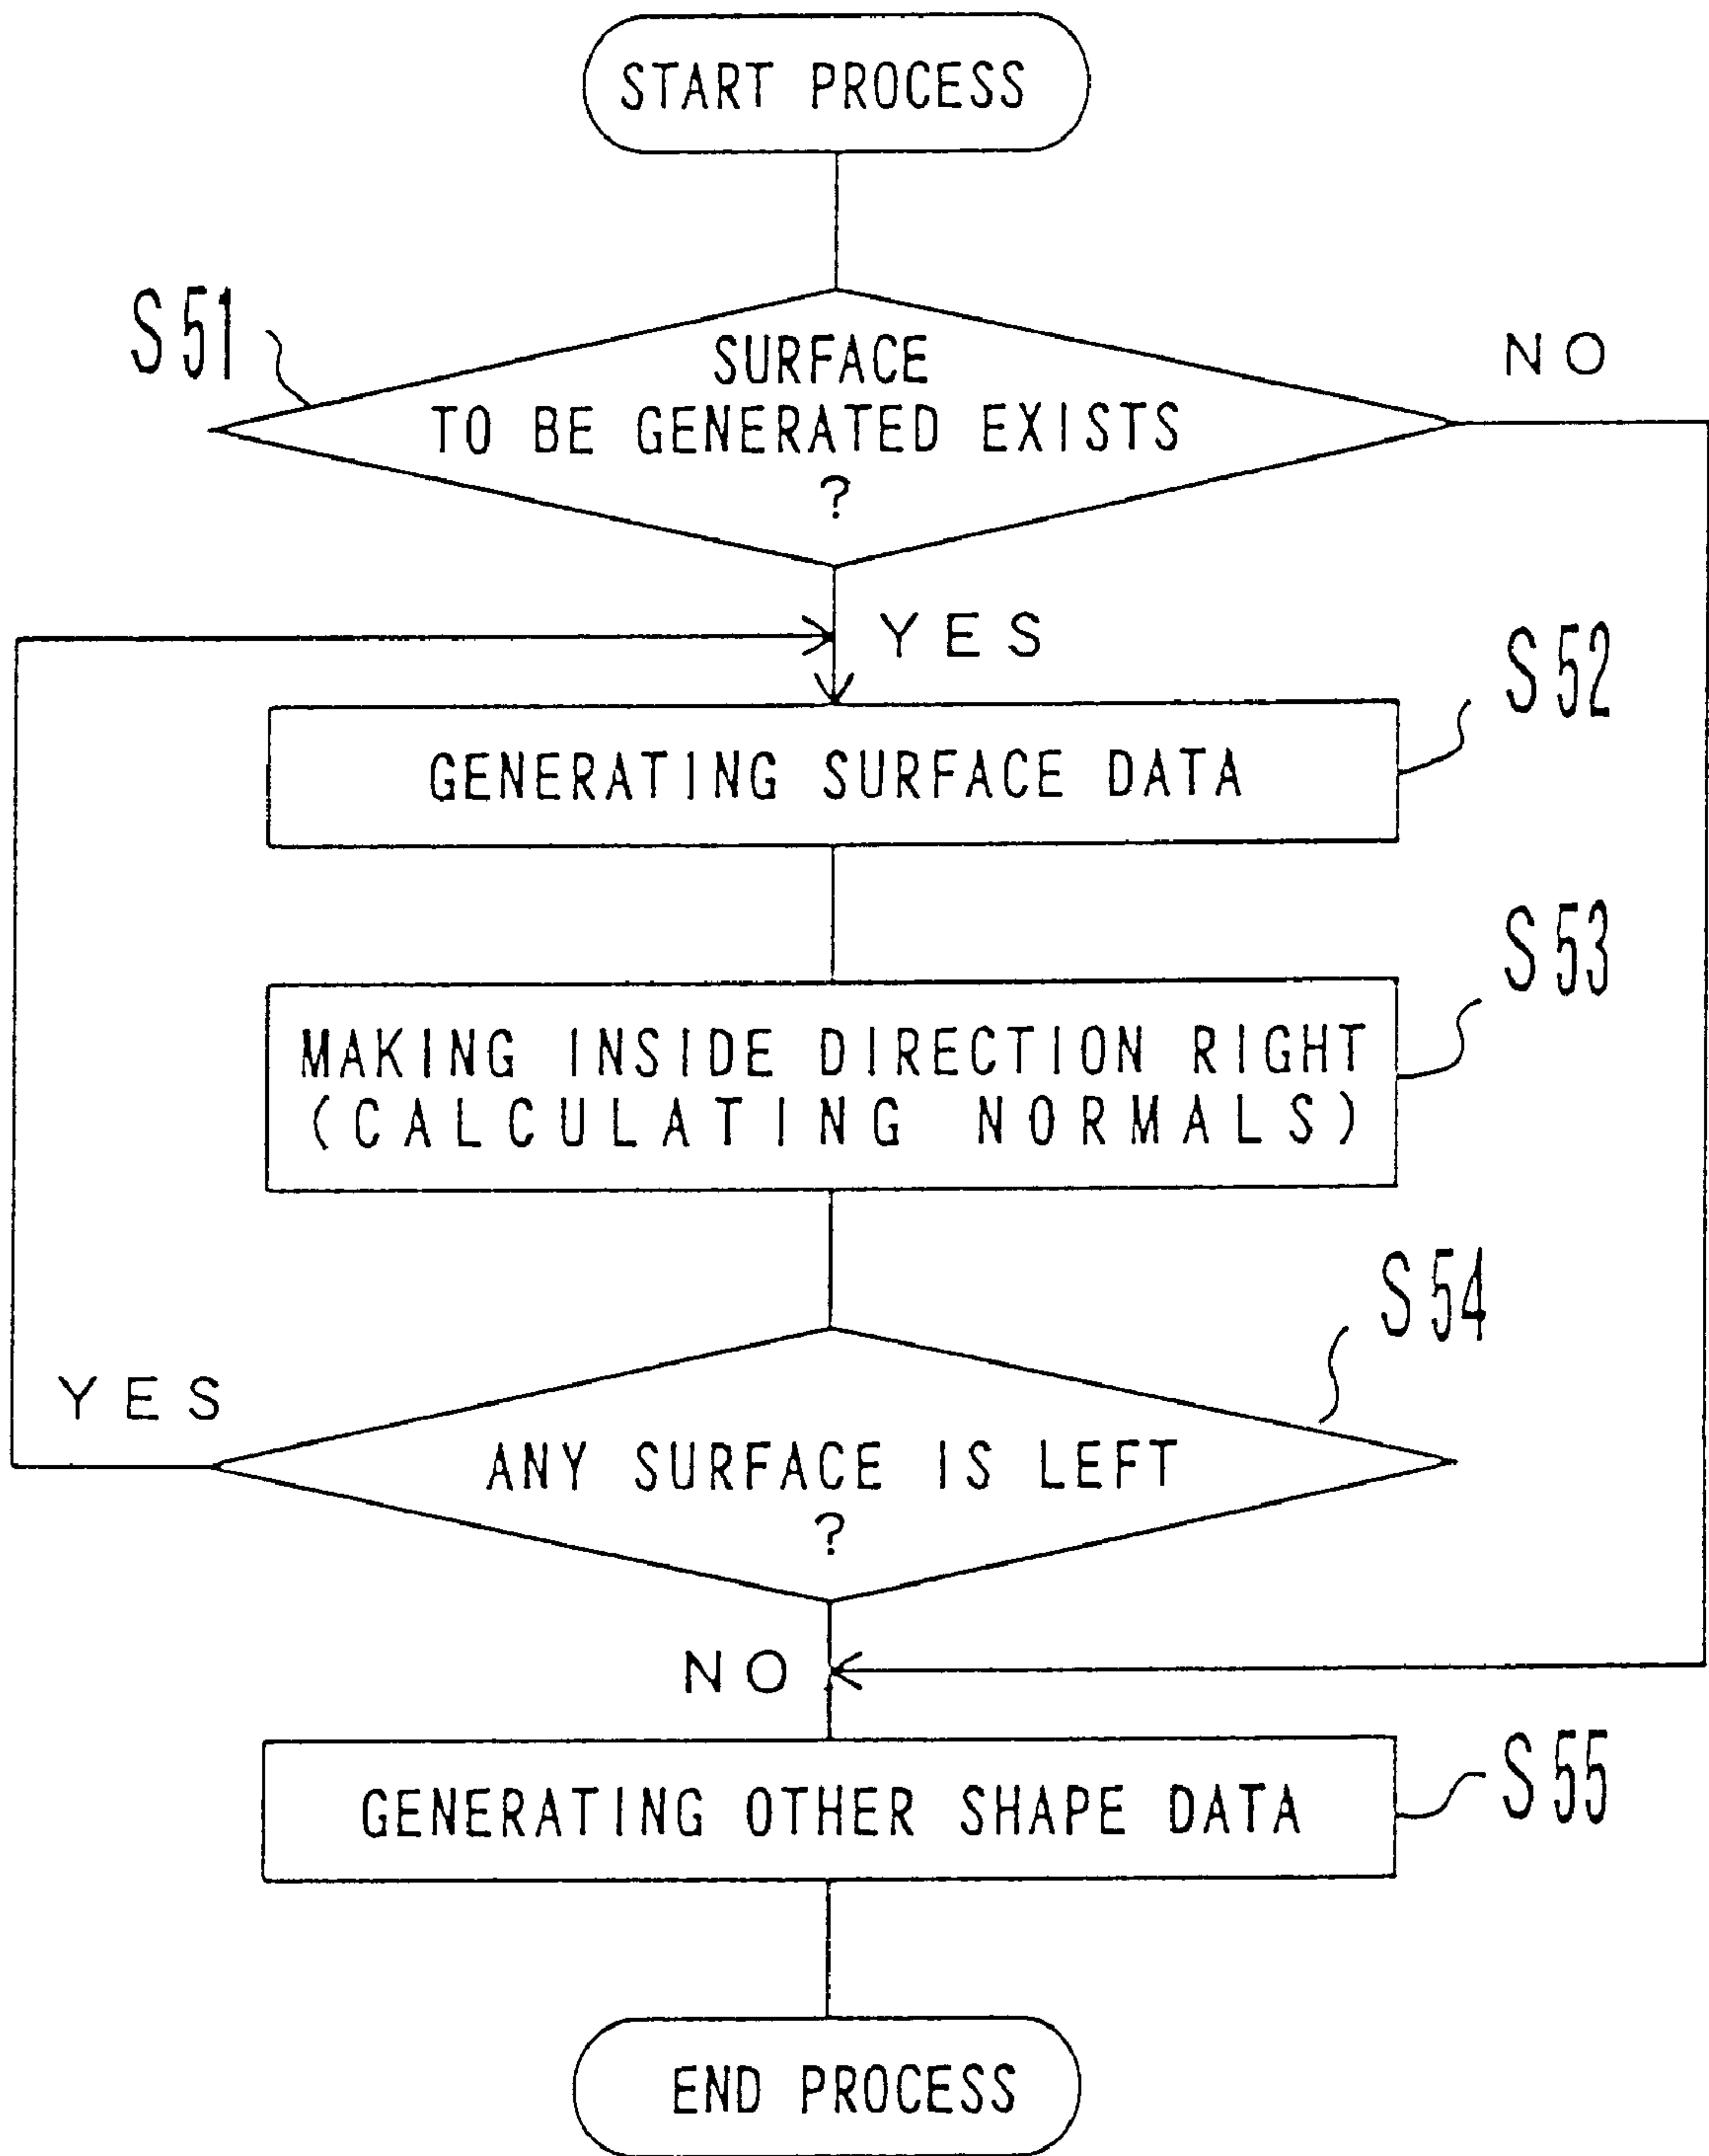 START PROCESS
S51
SURFACE
TO BE GENERATED EXISTS
?
NO
YES
S52
GENERATING SURFACE DATA
S53
MAKING INSIDE DIRECTION RIGHT
(CALCULATING NORMALS)
S54
YES
ANY SURFACE IS LEFT
?
NO
S55
GENERATING OTHER SHAPE DATA
END PROCESS